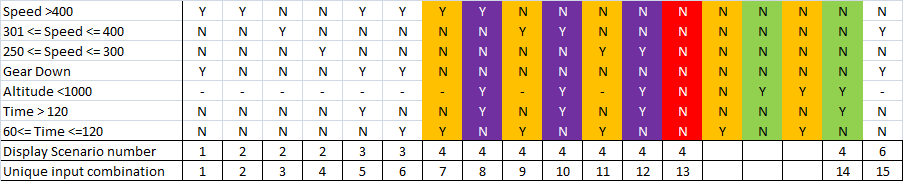 Speed >400 Y Y N N Y Y Y Y N N N N N N N N N N
301 <= Speed <= 400 N N Y N N N N N Y Y N N N N N N N Y
250 <= Speed <= 300 N N N Y N N N N N N Y Y N N N N N N
Gear Down Y N N N Y Y N N N N N N N N N N N Y
Altitude <1000 - - - - - - - Y - Y - Y N N Y Y Y -
Time > 120 N N N N Y N N Y N Y N Y N N N N Y N
60<= Time <=120 N N N N N Y Y N Y N Y N N Y N Y N N
Display Scenario number 1 2 2 2 3 3 4 4 4 4 4 4 4 4 6
Unique input combination 1 2 3 4 5 6 7 8 9 10 11 12 13 14 15